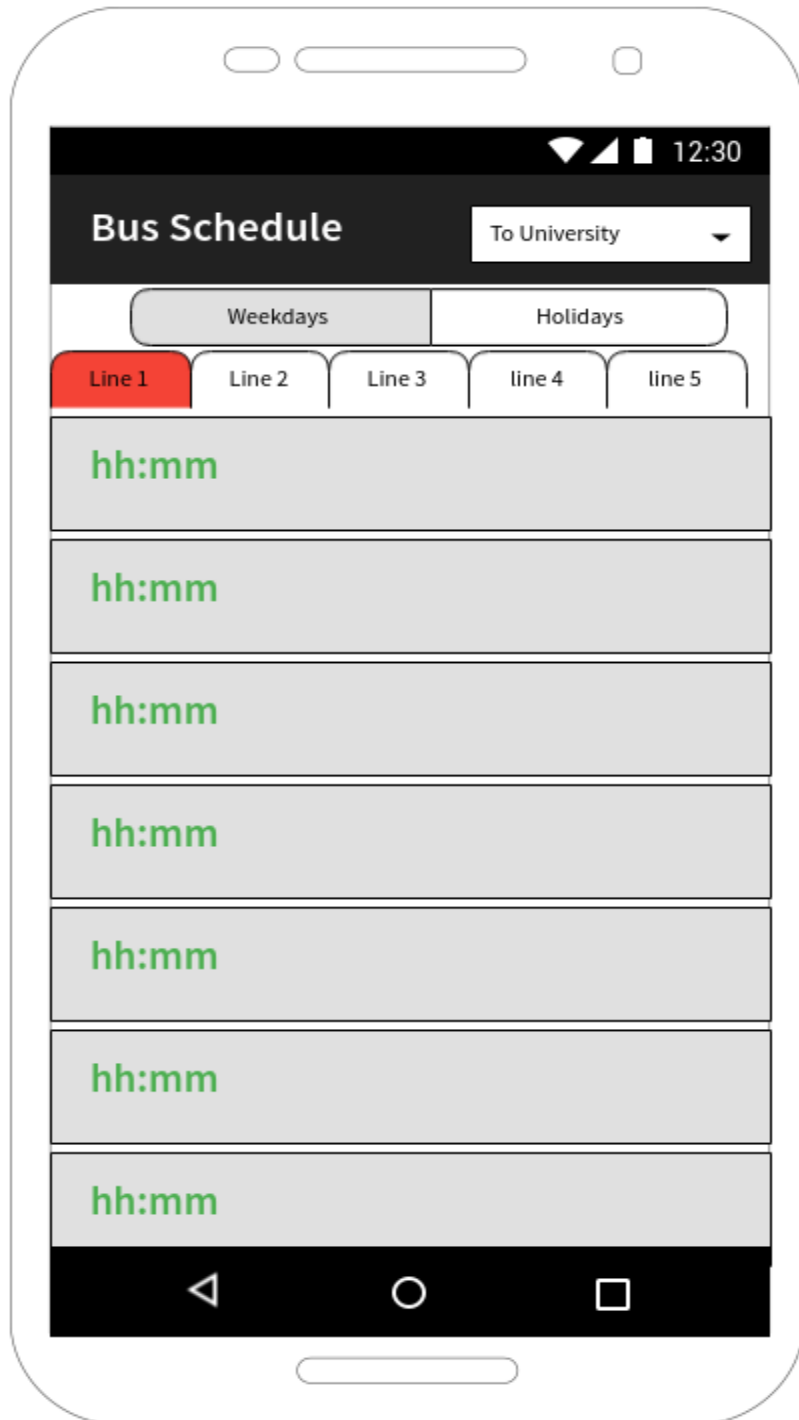 12:30
Bus Schedule
To University
Weekdays Holidays
Line 1 Line 2 Line 3 line 4 line 5
hh:mm
hh:mm
hh:mm
hh:mm
hh:mm
hh:mm
hh:mm